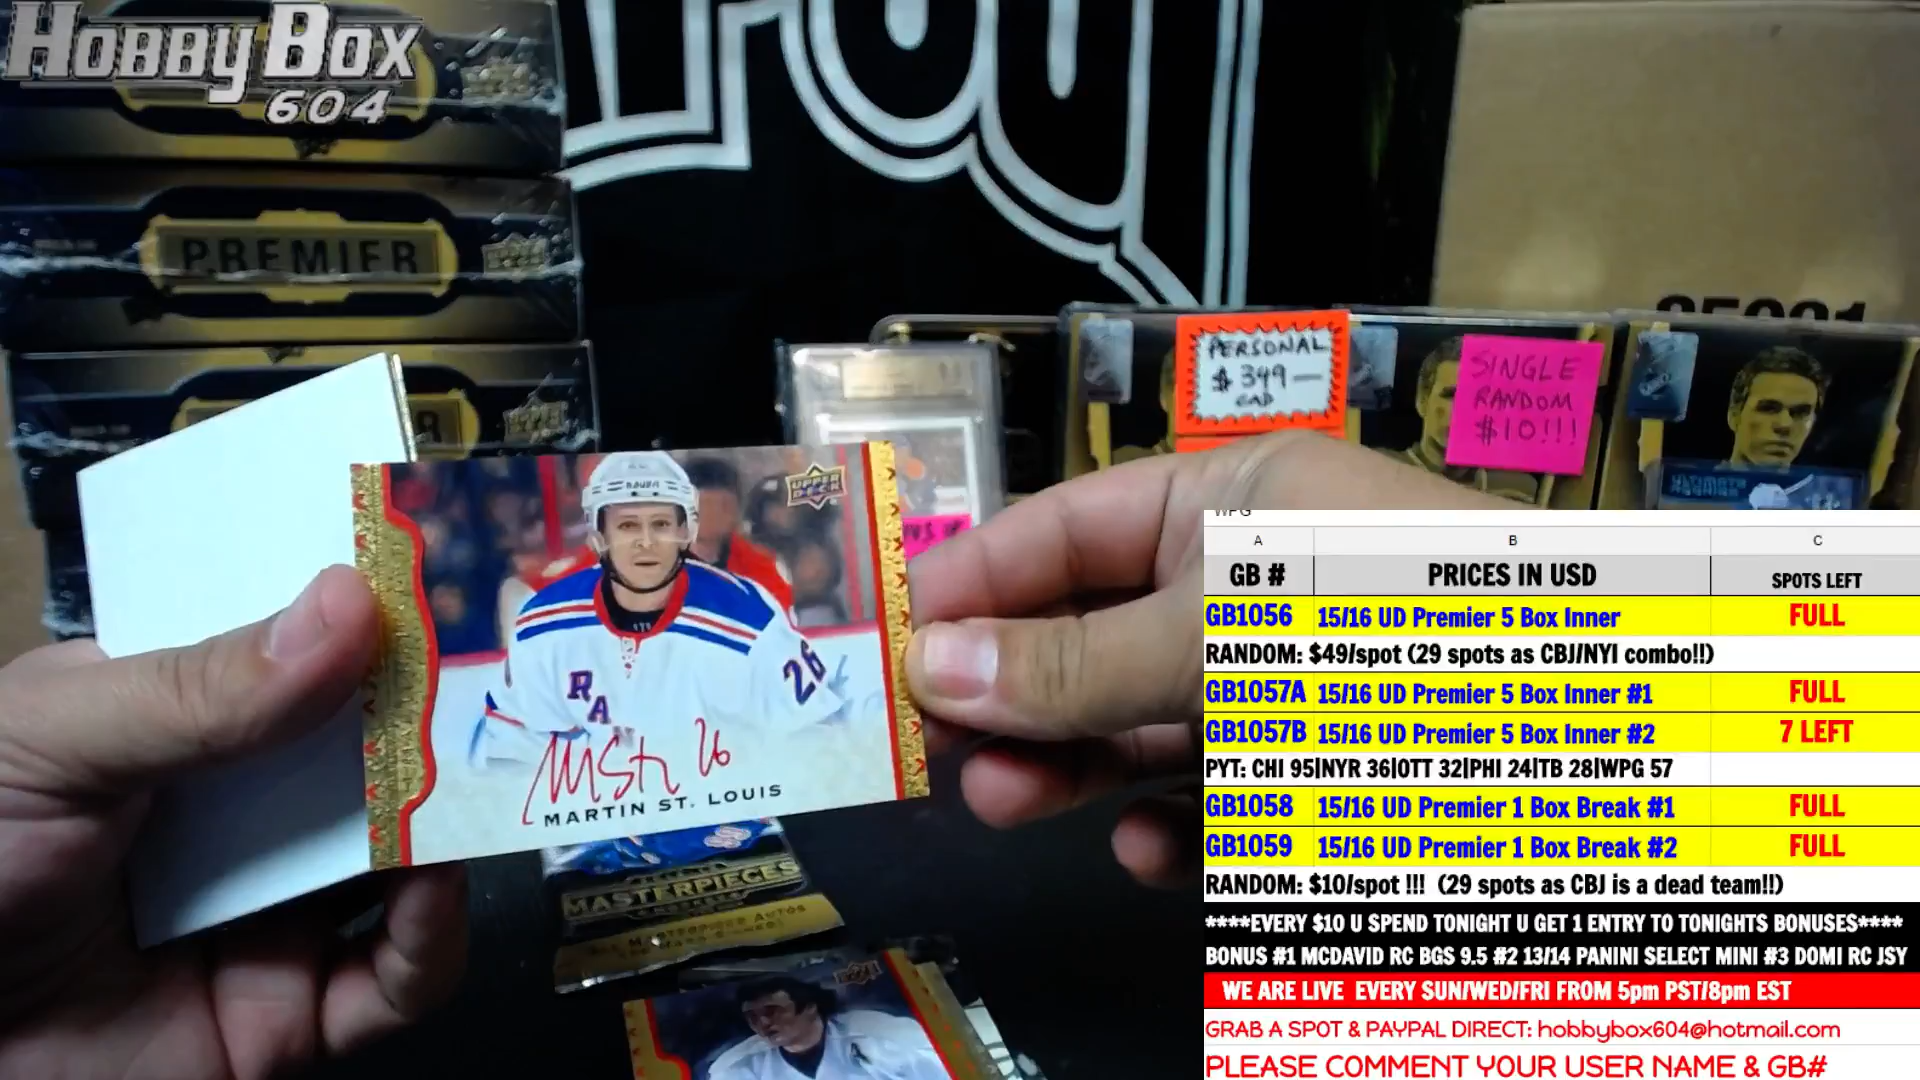 HOBBY BOX
604
PREMIER
PERSONAL
$349—
CAD
SINGLE
RANDOM
$10!!!
UPPER
DECK
RA
26
MARTIN ST. LOUIS
MASTERPIECES
WPG
A B C
GB # PRICES IN USD SPOTS LEFT
GB1056 15/16 UD Premier 5 Box Inner FULL
RANDOM: $49/spot (29 spots as CBJ/NYI combo!!)
GB1057A 15/16 UD Premier 5 Box Inner #1 FULL
GB1057B 15/16 UD Premier 5 Box Inner #2 7 LEFT
PYT: CHI 95|NYR 36|OTT 32|PHI 24|TB 28|WPG 57
GB1058 15/16 UD Premier 1 Box Break #1 FULL
GB1059 15/16 UD Premier 1 Box Break #2 FULL
RANDOM: $10/spot !!! (29 spots as CBJ is a dead team!!)
****EVERY $10 U SPEND TONIGHT U GET 1 ENTRY TO TONIGHTS BONUSES****
BONUS #1 MCDAVID RC BGS 9.5 #2 13/14 PANINI SELECT MINI #3 DOMI RC JSY
WE ARE LIVE EVERY SUN/WED/FRI FROM 5pm PST/8pm EST
GRAB A SPOT & PAYPAL DIRECT: hobbybox604@hotmail.com
PLEASE COMMENT YOUR USER NAME & GB#